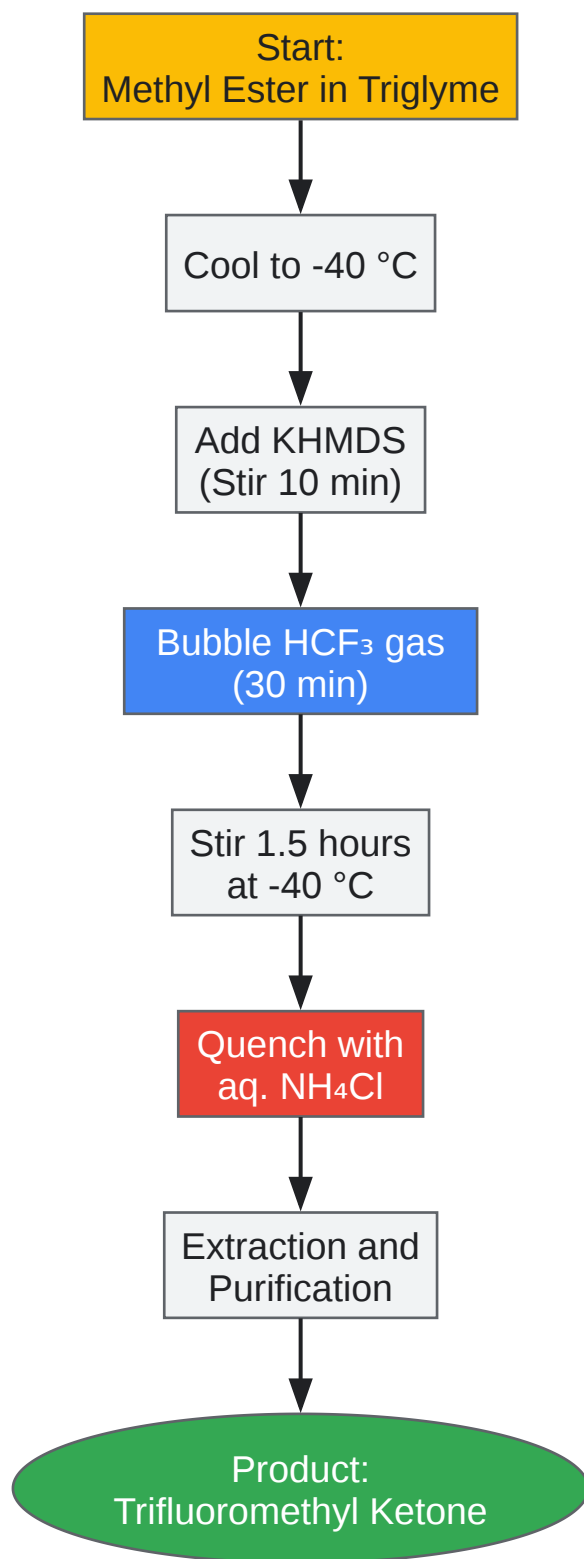 Start:
Methyl Ester in Triglyme
Cool to -40 °C
Add KHMDS
(Stir 10 min)
Bubble HCF₃ gas
(30 min)
Stir 1.5 hours
at -40 °C
Quench with
aq. NH₄Cl
Extraction and
Purification
Product:
Trifluoromethyl Ketone